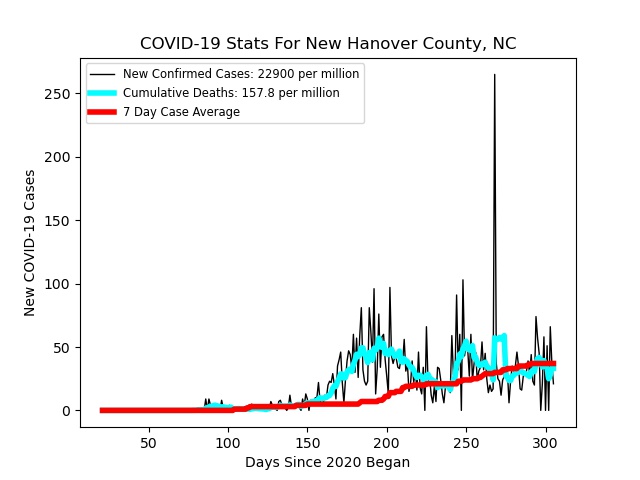 COVID-19 Stats For New Hanover County, NC
New Confirmed Cases: 22900 per million
Cumulative Deaths: 157.8 per million
7 Day Case Average
New COVID-19 Cases
250
200
150
100
50
0
50 100 150 200 250 300
Days Since 2020 Began